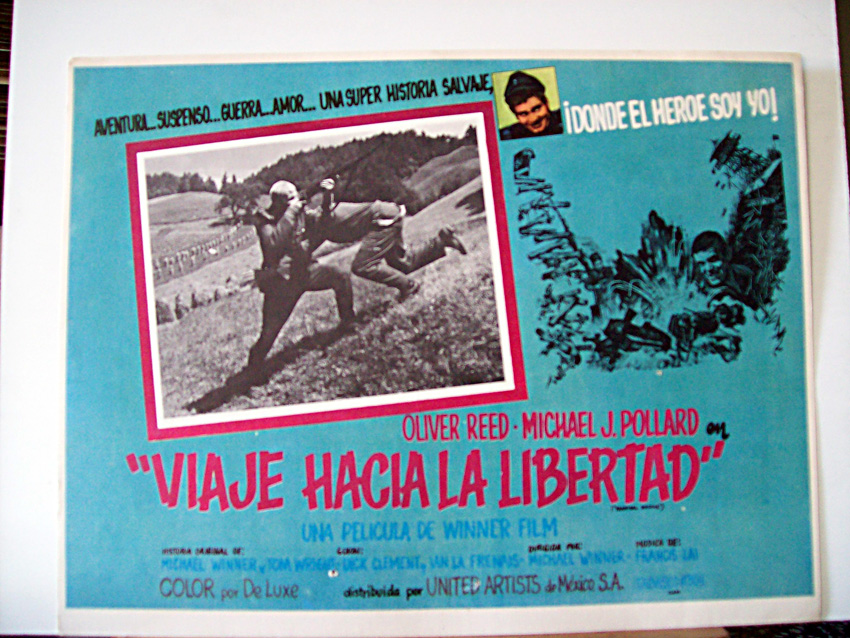 AVENTURA...SUSPENSO...GUERRA...AMOR... UNA SUPER HISTORIA SALVAJE,
¡DONDE EL HEROE SOY YO!
OLIVER REED · MICHAEL J. POLLARD en
"VIAJE HACIA LA LIBERTAD"
UNA PELICULA DE WINNER FILM
HISTORIA ORIGINAL DE: GUION: DIRIGIDA POR: MUSICA DE:
MICHAEL WINNER y TOM WRIGHT · DICK CLEMENT, IAN LA FRENAIS · MICHAEL WINNER · FRANCIS LAI
COLOR por De Luxe distribuida por UNITED ARTISTS de México S.A.